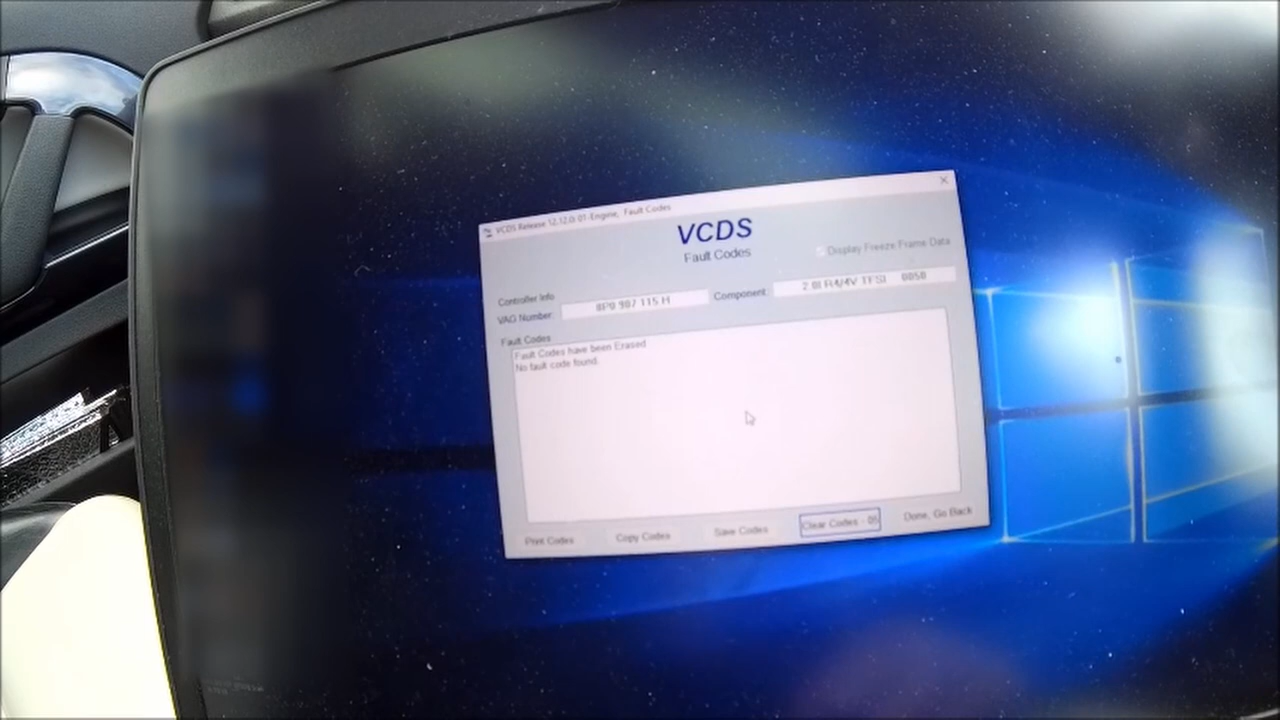 VCDS Release 12.12.0: 01-Engine, Fault Codes
VCDS
Fault Codes
Display Freeze Frame Data
Controller Info
VAG Number: 8P0 907 115 H Component: 2.0l R4/4V TFSI 0050
Fault Codes
Fault Codes have been Erased
No fault code found.
Print Codes Copy Codes Save Codes Clear Codes - 05 Done, Go Back